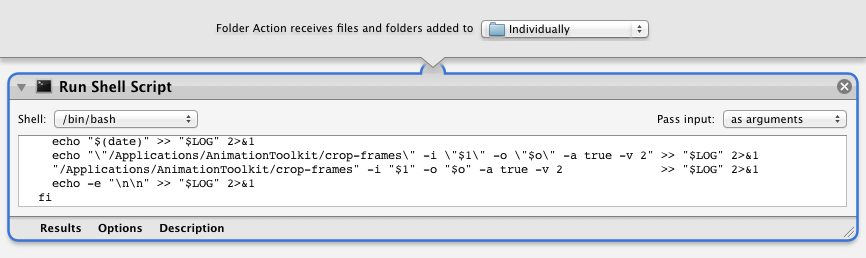 Folder Action receives files and folders added to Individually
Run Shell Script
Shell: /bin/bash Pass input: as arguments
echo "$(date)" >> "$LOG" 2>&1
echo "\"/Applications/AnimationToolkit/crop-frames\" -i \"$1\" -o \"$o\" -a true -v 2" >> "$LOG" 2>&1
"/Applications/AnimationToolkit/crop-frames" -i "$1" -o "$o" -a true -v 2 >> "$LOG" 2>&1
echo -e "\n\n" >> "$LOG" 2>&1
fi
Results Options Description